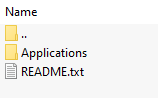 Name
..
Applications
README.txt